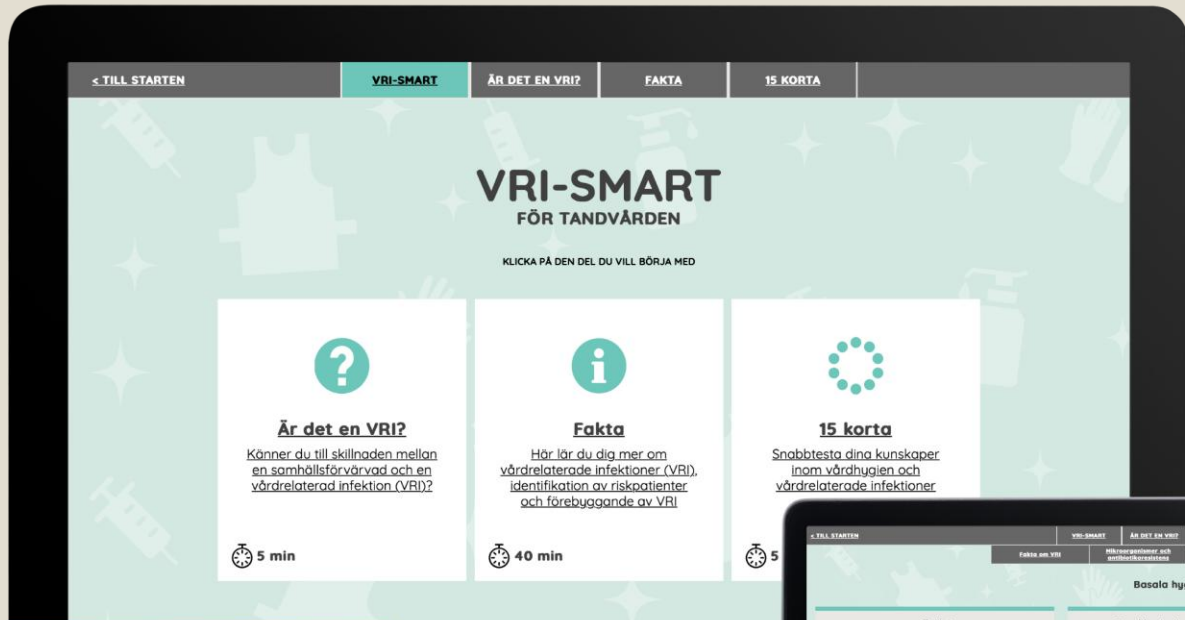 < TILL STARTEN
VRI-SMART
ÄR DET EN VRI?
FAKTA
15 KORTA
VRI-SMART
FÖR TANDVÅRDEN
KLICKA PÅ DEN DEL DU VILL BÖRJA MED
?
i
Är det en VRI?
Känner du till skillnaden mellan
en samhällsförvärvad och en
vårdrelaterad infektion (VRI)?
5 min
Fakta
Här lär du dig mer om
vårdrelaterade infektioner (VRI),
identifikation av riskpatienter
och förebyggande av VRI
40 min
15 korta
Snabbtesta dina kunskaper
inom vårdhygien och
vårdrelaterade infektioner
5
< TILL STARTEN
VRI-SMART
ÄR DET EN VRI?
Fakta om VRI
Mikroorganismer och
antibiotikaresistens
Basala hyg